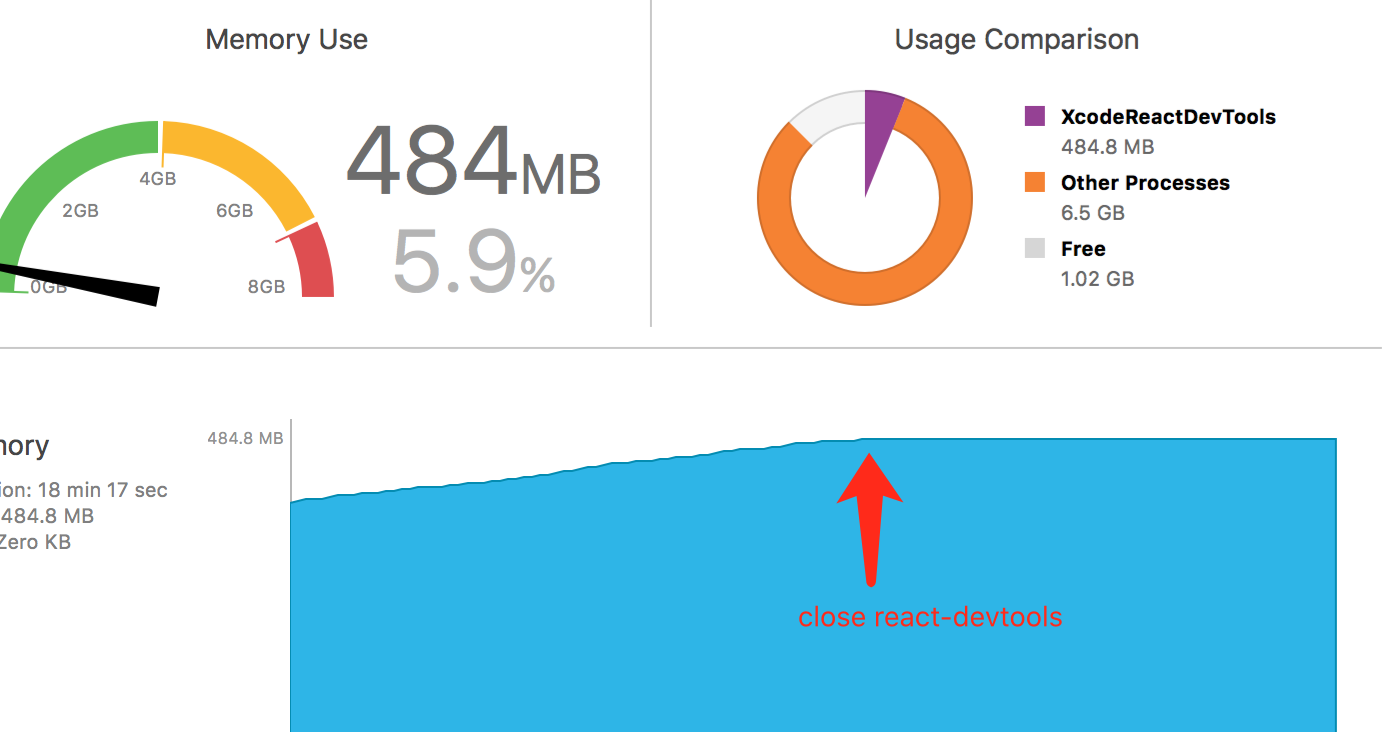 Memory Use
Usage Comparison
4GB
2GB
6GB
0GB
8GB
484MB
5.9%
XcodeReactDevTools
484.8 MB
Other Processes
6.5 GB
Free
1.02 GB
nory
484.8 MB
ion: 18 min 17 sec
484.8 MB
Zero KB
close react-devtools